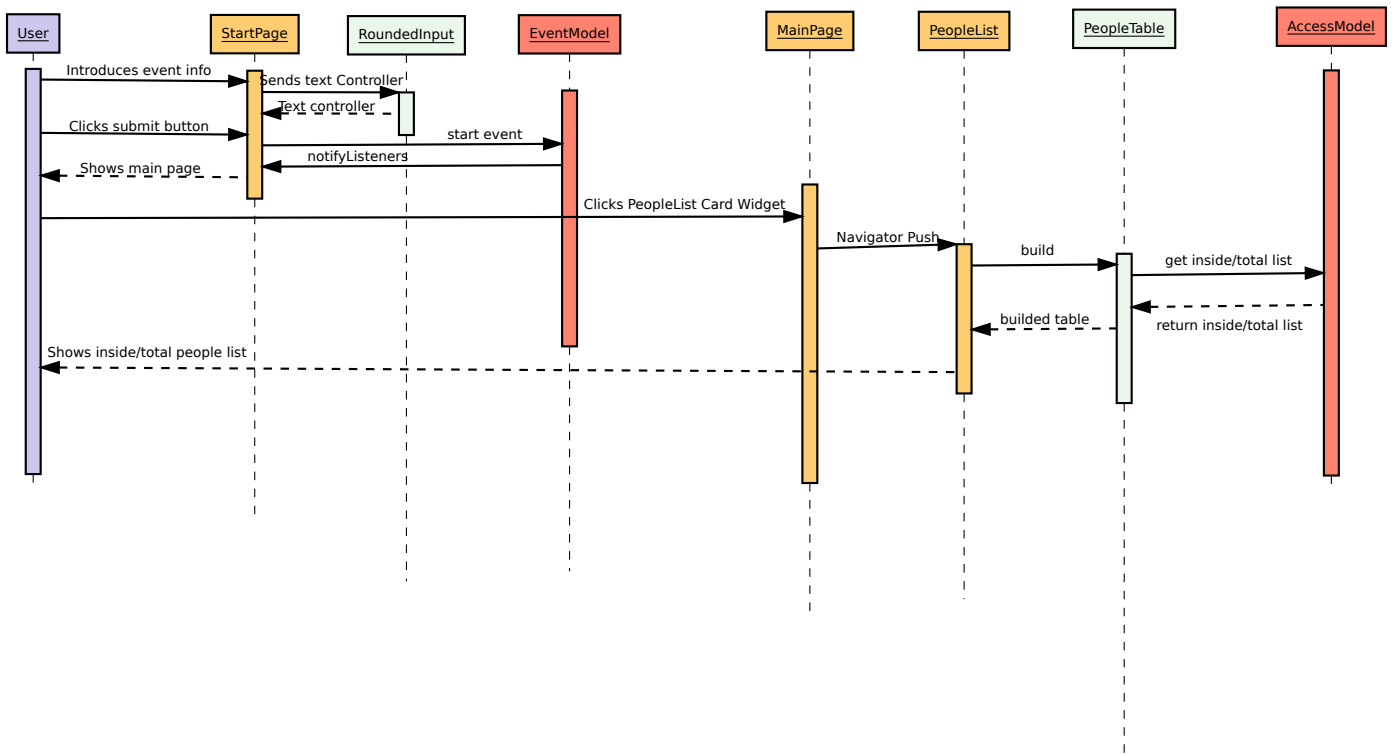 User
StartPage
RoundedInput
EventModel
MainPage
PeopleList
PeopleTable
AccessModel
Introduces event info
Sends text Controller
Text controller
Clicks submit button
start event
notifyListeners
Shows main page
Clicks PeopleList Card Widget
Navigator Push
build
get inside/total list
return inside/total list
builded table
Shows inside/total people list